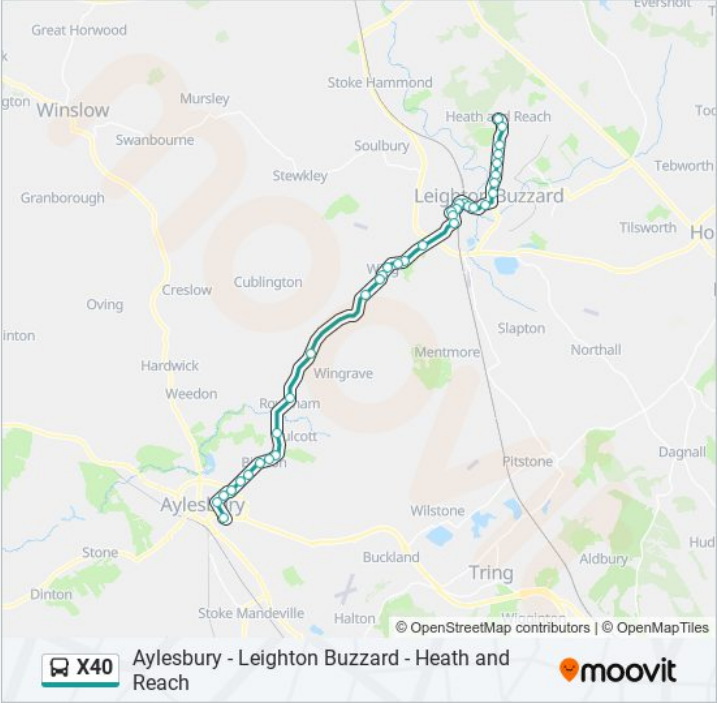 Great Horwood
Eversholt
Stoke Hammond
Mursley
Winslow
Heath and Reach
Swanbourne
Soulbury
Tebworth
Stewkley
Leighton Buzzard
Granborough
Tilsworth
Ho
Cublington
Creslow
Oving
Slapton
Northall
Mentmore
Hardwick
Wingrave
Weedon
Dagnall
Pitstone
Aylesbury
Wilstone
Stone
Buckland
Aldbury
Hud
Tring
Dinton
Stoke Mandeville
Halton
© OpenStreetMap contributors | © OpenMapTiles
X40
Aylesbury - Leighton Buzzard - Heath and
Reach
moovit